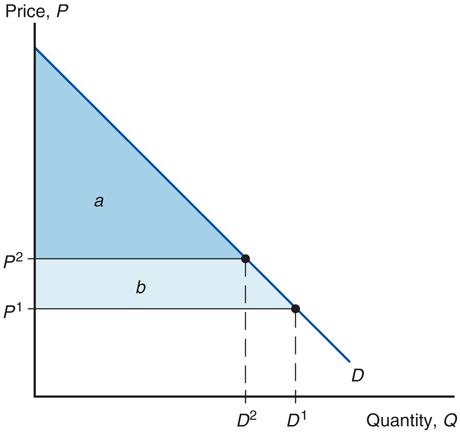 Price, P
a
P²
b
P¹
D
D² D¹ Quantity, Q